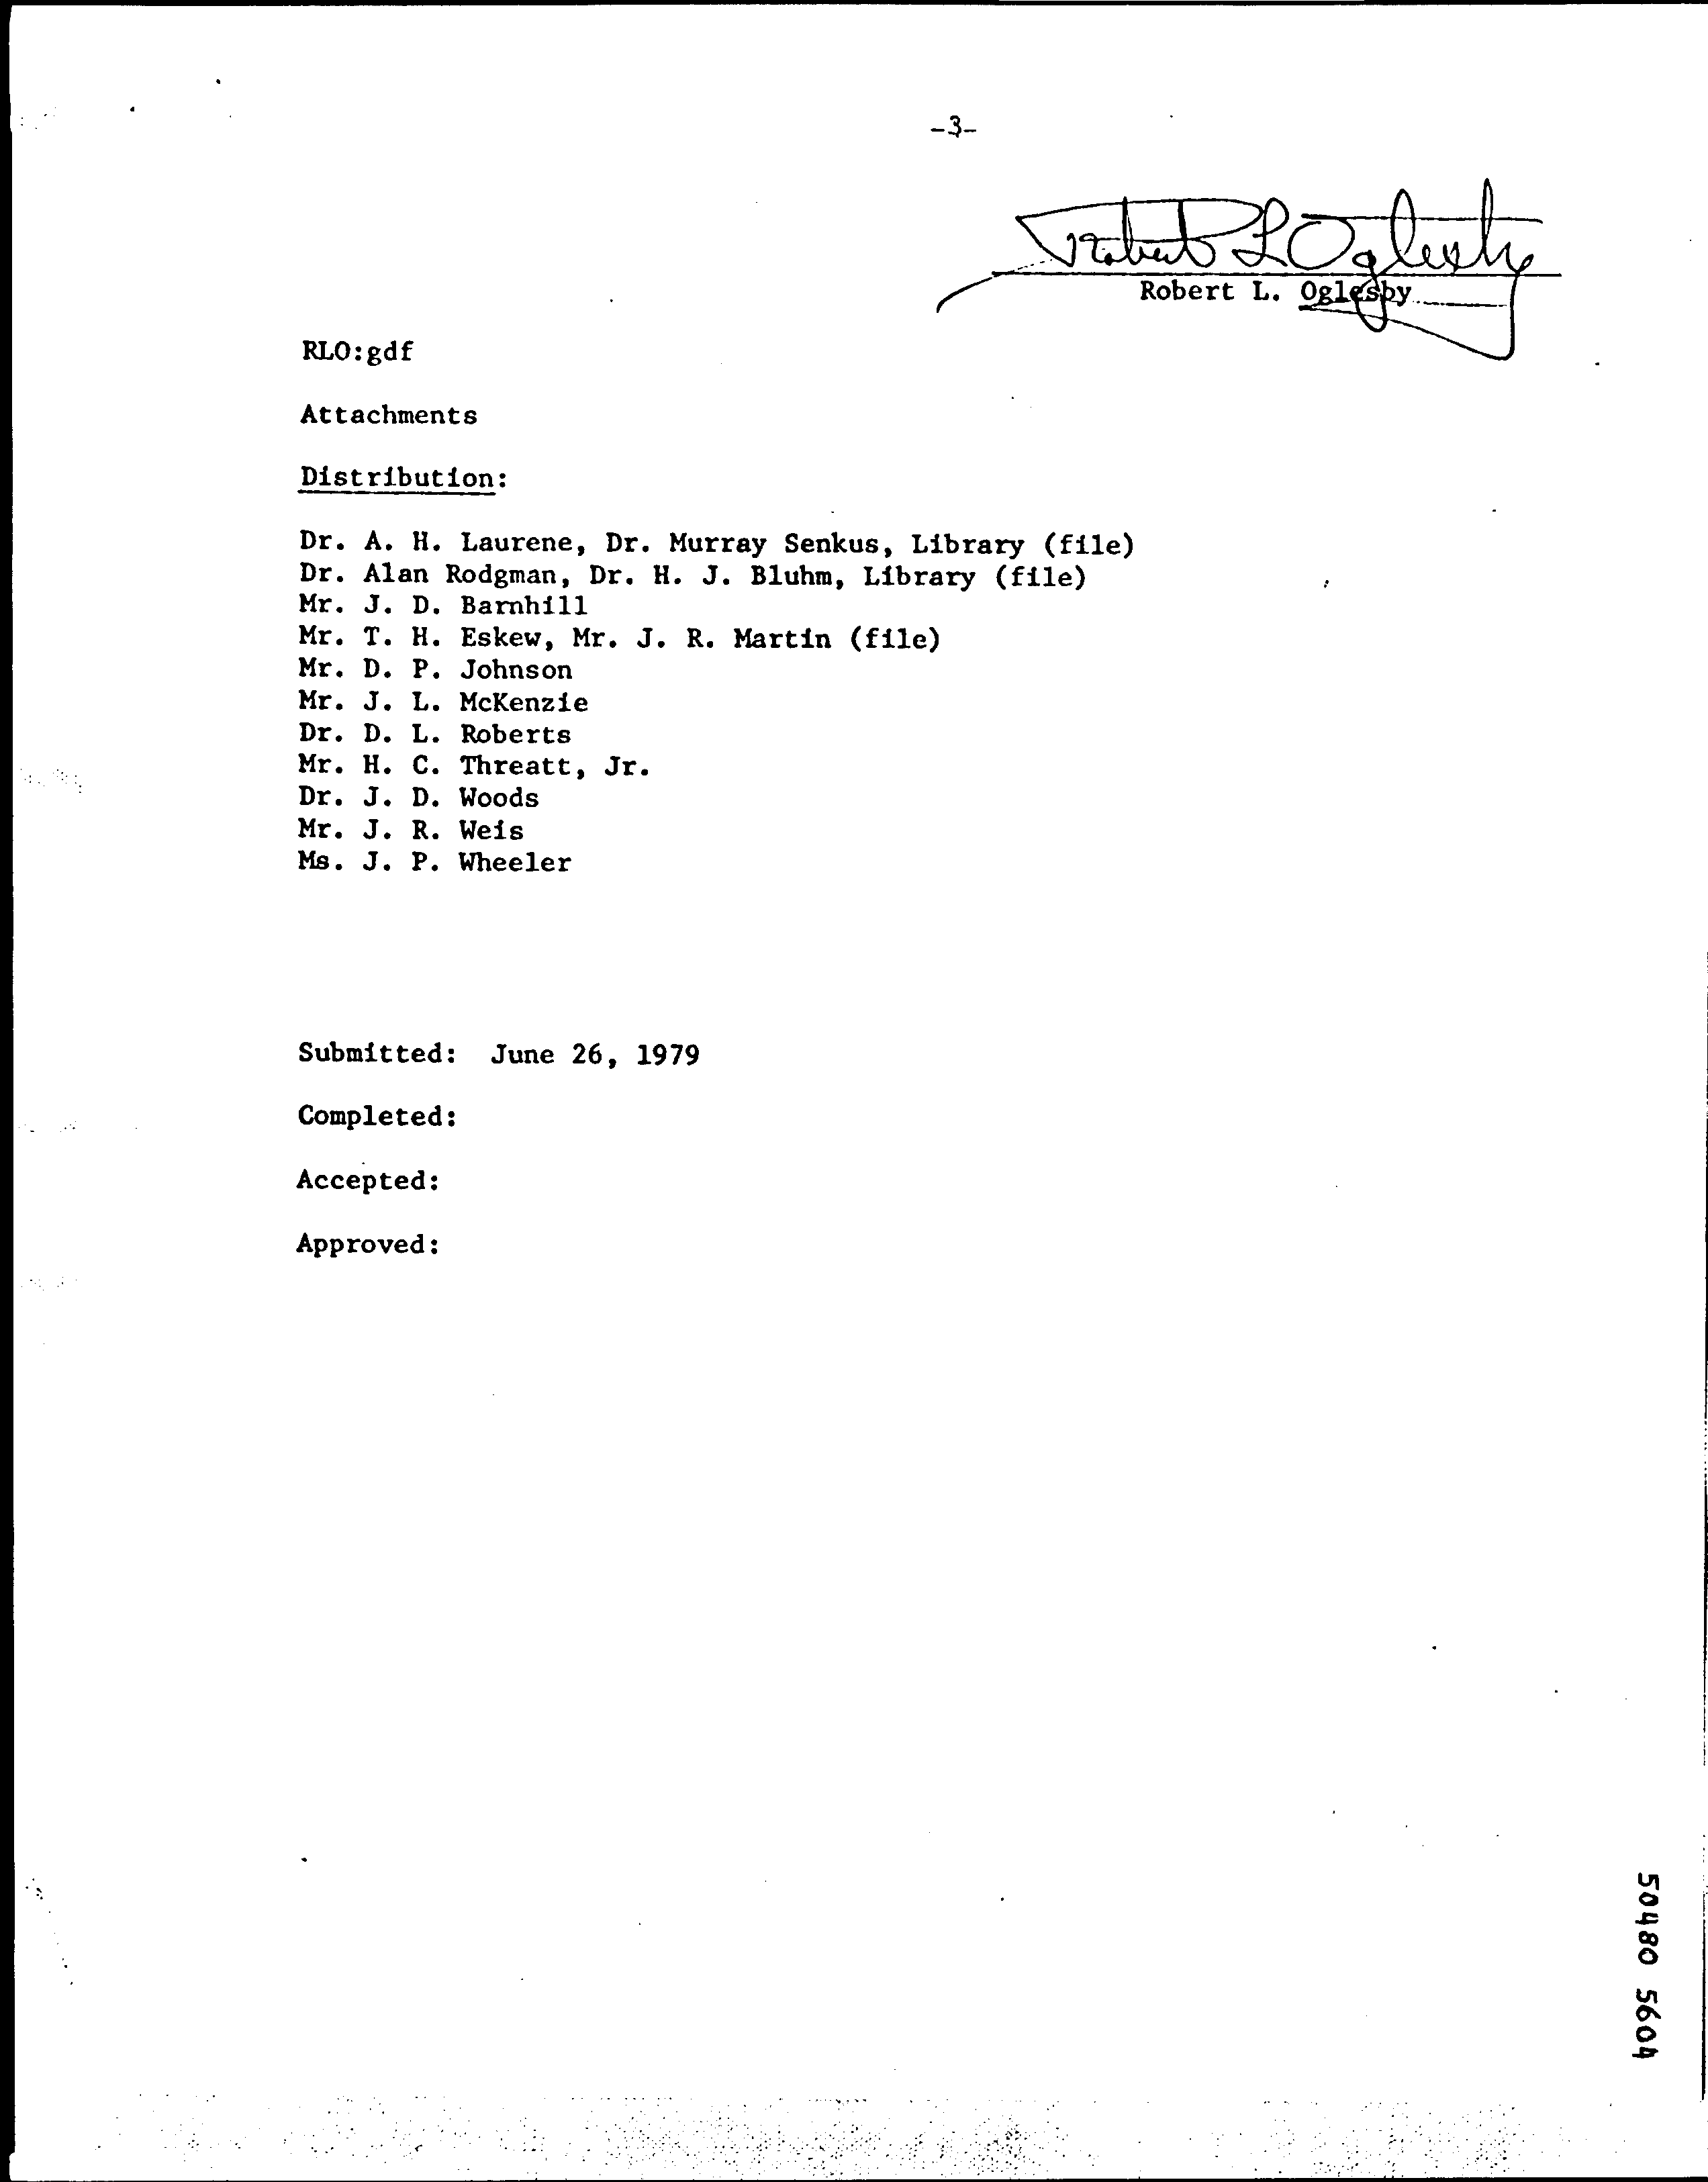 -3-
Robert L Oglesby
Robert L. Oglesby
RLO:gdf
Attachments
Distribution:
Dr. A. H. Laurene, Dr. Murray Senkus, Library (file)
Dr. Alan Rodgman, Dr. H. J. Bluhm, Library (file)
Mr. J. D. Barnhill
Mr. T. H. Eskew, Mr. J. R. Martin (file)
Mr. D. P. Johnson
Mr. J. L. McKenzie
Dr. D. L. Roberts
Mr. H. C. Threatt, Jr.
Dr. J. D. Woods
Mr. J. R. Weis
Ms. J. P. Wheeler
Submitted: June 26, 1979
Completed:
Accepted:
Approved:
50480 5604